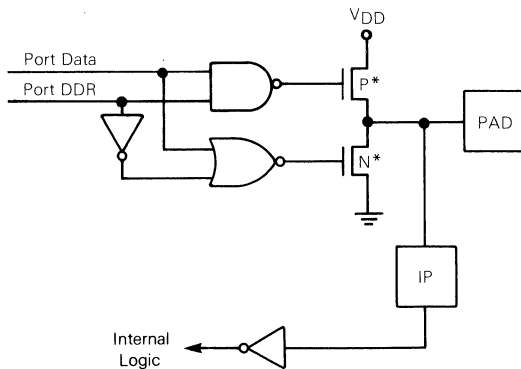 VDD
Port Data
P*
Port DDR
PAD
N*
IP
Internal
Logic